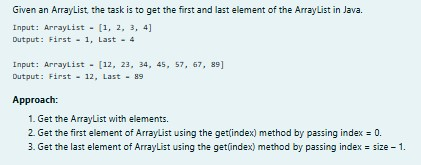 Given an ArrayList, the task is to get the first and last element of the ArrayList in Java.
Input: ArrayList = [1, 2, 3, 4]
Output: First = 1, Last = 4
Input: ArrayList = [12, 23, 34, 45, 57, 67, 89]
Output: First = 12, Last = 89
Approach:
1. Get the ArrayList with elements.
2. Get the first element of ArrayList using the get(index) method by passing index = 0.
3. Get the last element of ArrayList using the get(index) method by passing index = size – 1.